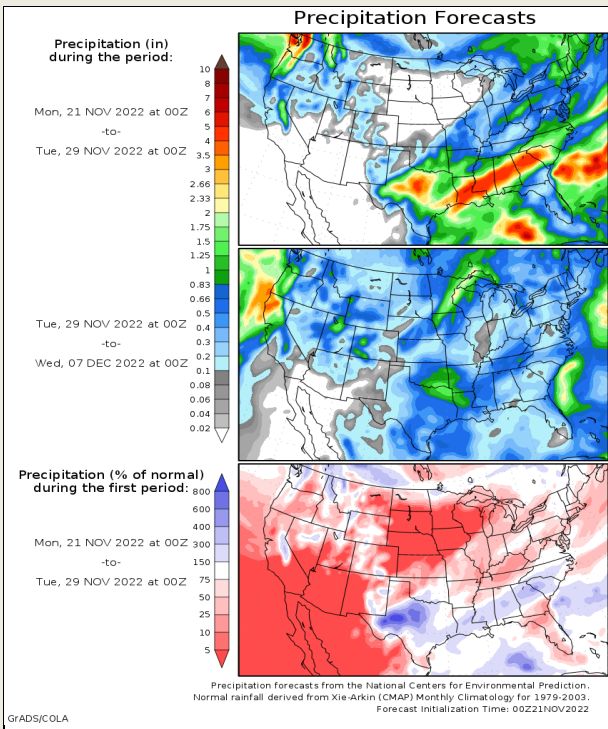 Precipitation Forecasts
Precipitation (in)
during the period:
Mon, 21 NOV 2022 at 00Z
-to-
Tue, 29 NOV 2022 at 00Z
10
8
7
6
5
4
3.5
3
2.66
2.33
2
1.75
1.5
1.25
1
0.83
0.66
0.5
0.4
0.3
0.2
0.1
0.08
0.06
0.04
0.02
Tue, 29 NOV 2022 at 00Z
-to-
Wed, 07 DEC 2022 at 00Z
Precipitation (% of normal)
during the first period:
Mon, 21 NOV 2022 at 00Z
-to-
Tue, 29 NOV 2022 at 00Z
800
600
400
300
150
75
50
25
10
5
Precipitation forecasts from the National Centers for Environmental Prediction.
Normal rainfall derived from Xie-Arkin (CMAP) Monthly Climatology for 1979-2003.
Forecast Initialization Time: 00Z21NOV2022
GrADS/COLA